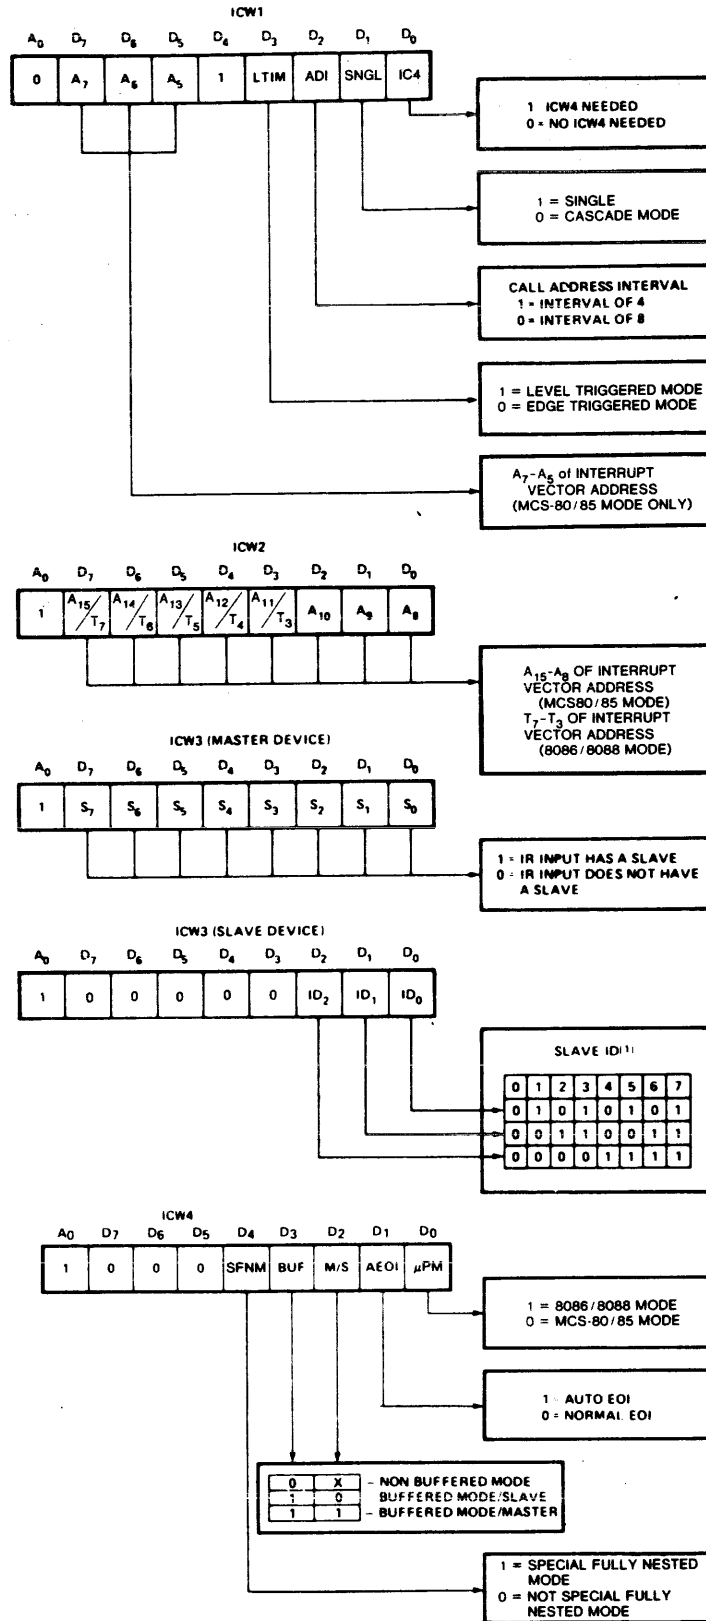 ICW1
A₀ D₇ D₆ D₅ D₄ D₃ D₂ D₁ D₀
0 A₇ A₆ A₅ 1 LTIM ADI SNGL IC4
1 ICW4 NEEDED
0 = NO ICW4 NEEDED
1 = SINGLE
0 = CASCADE MODE
CALL ADDRESS INTERVAL
1 = INTERVAL OF 4
0 = INTERVAL OF 8
1 = LEVEL TRIGGERED MODE
0 = EDGE TRIGGERED MODE
A₇-A₅ of INTERRUPT
VECTOR ADDRESS
(MCS-80/85 MODE ONLY)
ICW2
A₀ D₇ D₆ D₅ D₄ D₃ D₂ D₁ D₀
1 A₁₅/T₇ A₁₄/T₆ A₁₃/T₅ A₁₂/T₄ A₁₁/T₃ A₁₀ A₉ A₈
A₁₅-A₈ OF INTERRUPT
VECTOR ADDRESS
(MCS80/85 MODE)
T₇-T₃ OF INTERRUPT
VECTOR ADDRESS
(8086/8088 MODE)
ICW3 (MASTER DEVICE)
A₀ D₇ D₆ D₅ D₄ D₃ D₂ D₁ D₀
1 S₇ S₆ S₅ S₄ S₃ S₂ S₁ S₀
1 = IR INPUT HAS A SLAVE
0 = IR INPUT DOES NOT HAVE
A SLAVE
ICW3 (SLAVE DEVICE)
A₀ D₇ D₆ D₅ D₄ D₃ D₂ D₁ D₀
1 0 0 0 0 0 ID₂ ID₁ ID₀
SLAVE ID(1)
0 1 2 3 4 5 6 7
0 1 0 1 0 1 0 1
0 0 1 1 0 0 1 1
0 0 0 0 1 1 1 1
ICW4
A₀ D₇ D₆ D₅ D₄ D₃ D₂ D₁ D₀
1 0 0 0 SFNM BUF M/S AEOI μPM
1 = 8086/8088 MODE
0 = MCS-80/85 MODE
1 = AUTO EOI
0 = NORMAL EOI
0 X – NON BUFFERED MODE
1 0 BUFFERED MODE/SLAVE
1 1 – BUFFERED MODE/MASTER
1 = SPECIAL FULLY NESTED
MODE
0 = NOT SPECIAL FULLY
NESTED MODE